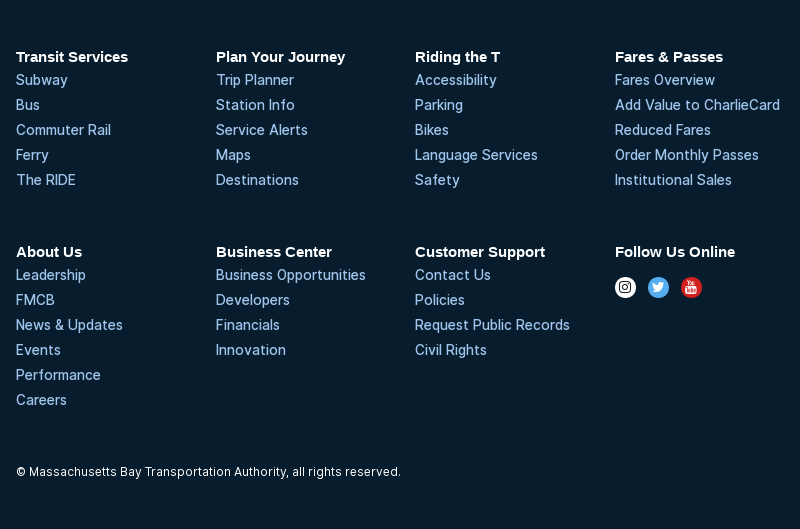 Transit Services
Subway
Bus
Commuter Rail
Ferry
The RIDE
Plan Your Journey
Trip Planner
Station Info
Service Alerts
Maps
Destinations
Riding the T
Accessibility
Parking
Bikes
Language Services
Safety
Fares & Passes
Fares Overview
Add Value to CharlieCard
Reduced Fares
Order Monthly Passes
Institutional Sales
About Us
Leadership
FMCB
News & Updates
Events
Performance
Careers
Business Center
Business Opportunities
Developers
Financials
Innovation
Customer Support
Contact Us
Policies
Request Public Records
Civil Rights
Follow Us Online
You
Tube
© Massachusetts Bay Transportation Authority, all rights reserved.